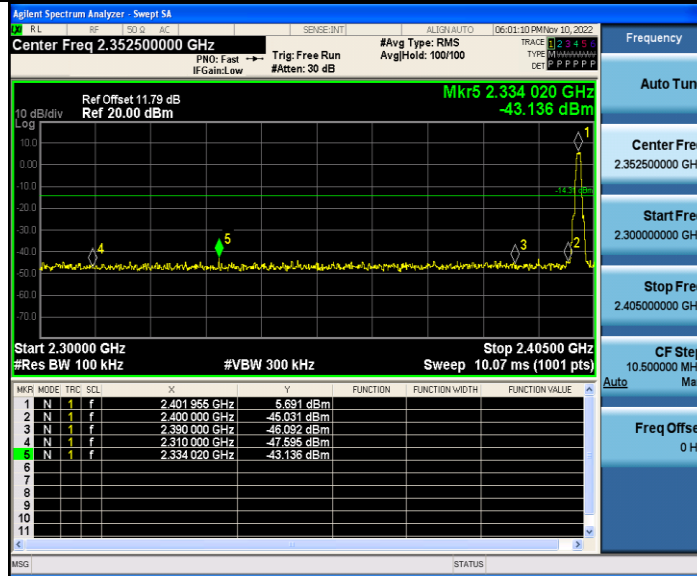 Agilent Spectrum Analyzer - Swept SA
RL RF 50 Ω AC SENSE:INT ALIGNAUTO 06:01:10 PM Nov 10, 2022
Center Freq 2.352500000 GHz #Avg Type: RMS TRACE 1 2 3 4 5 6
PNO: Fast Trig: Free Run Avg|Hold: 100/100 TYPE M
IFGain:Low #Atten: 30 dB DET P P P P P P
Frequency
Ref Offset 11.79 dB Mkr5 2.334 020 GHz
10 dB/div Ref 20.00 dBm -43.136 dBm
Log
10.0
0.00
-10.0
-20.0
-30.0
-40.0
-50.0
-60.0
-70.0
1
2
3
4
5
Start 2.30000 GHz Stop 2.40500 GHz
#Res BW 100 kHz #VBW 300 kHz Sweep 10.07 ms (1001 pts)
MKR MODE TRC SCL X Y FUNCTION FUNCTION WIDTH FUNCTION VALUE
1 N 1 f 2.401 955 GHz 5.691 dBm
2 N 1 f 2.400 000 GHz -45.031 dBm
3 N 1 f 2.390 000 GHz -46.092 dBm
4 N 1 f 2.310 000 GHz -47.595 dBm
5 N 1 f 2.334 020 GHz -43.136 dBm
6
7
8
9
10
11
MSG STATUS
Auto Tun
Center Fre
2.352500000 GH
Start Fre
2.300000000 GH
Stop Fre
2.405000000 GH
CF Step
10.500000 MH
Auto Ma
Freq Offse
0 H